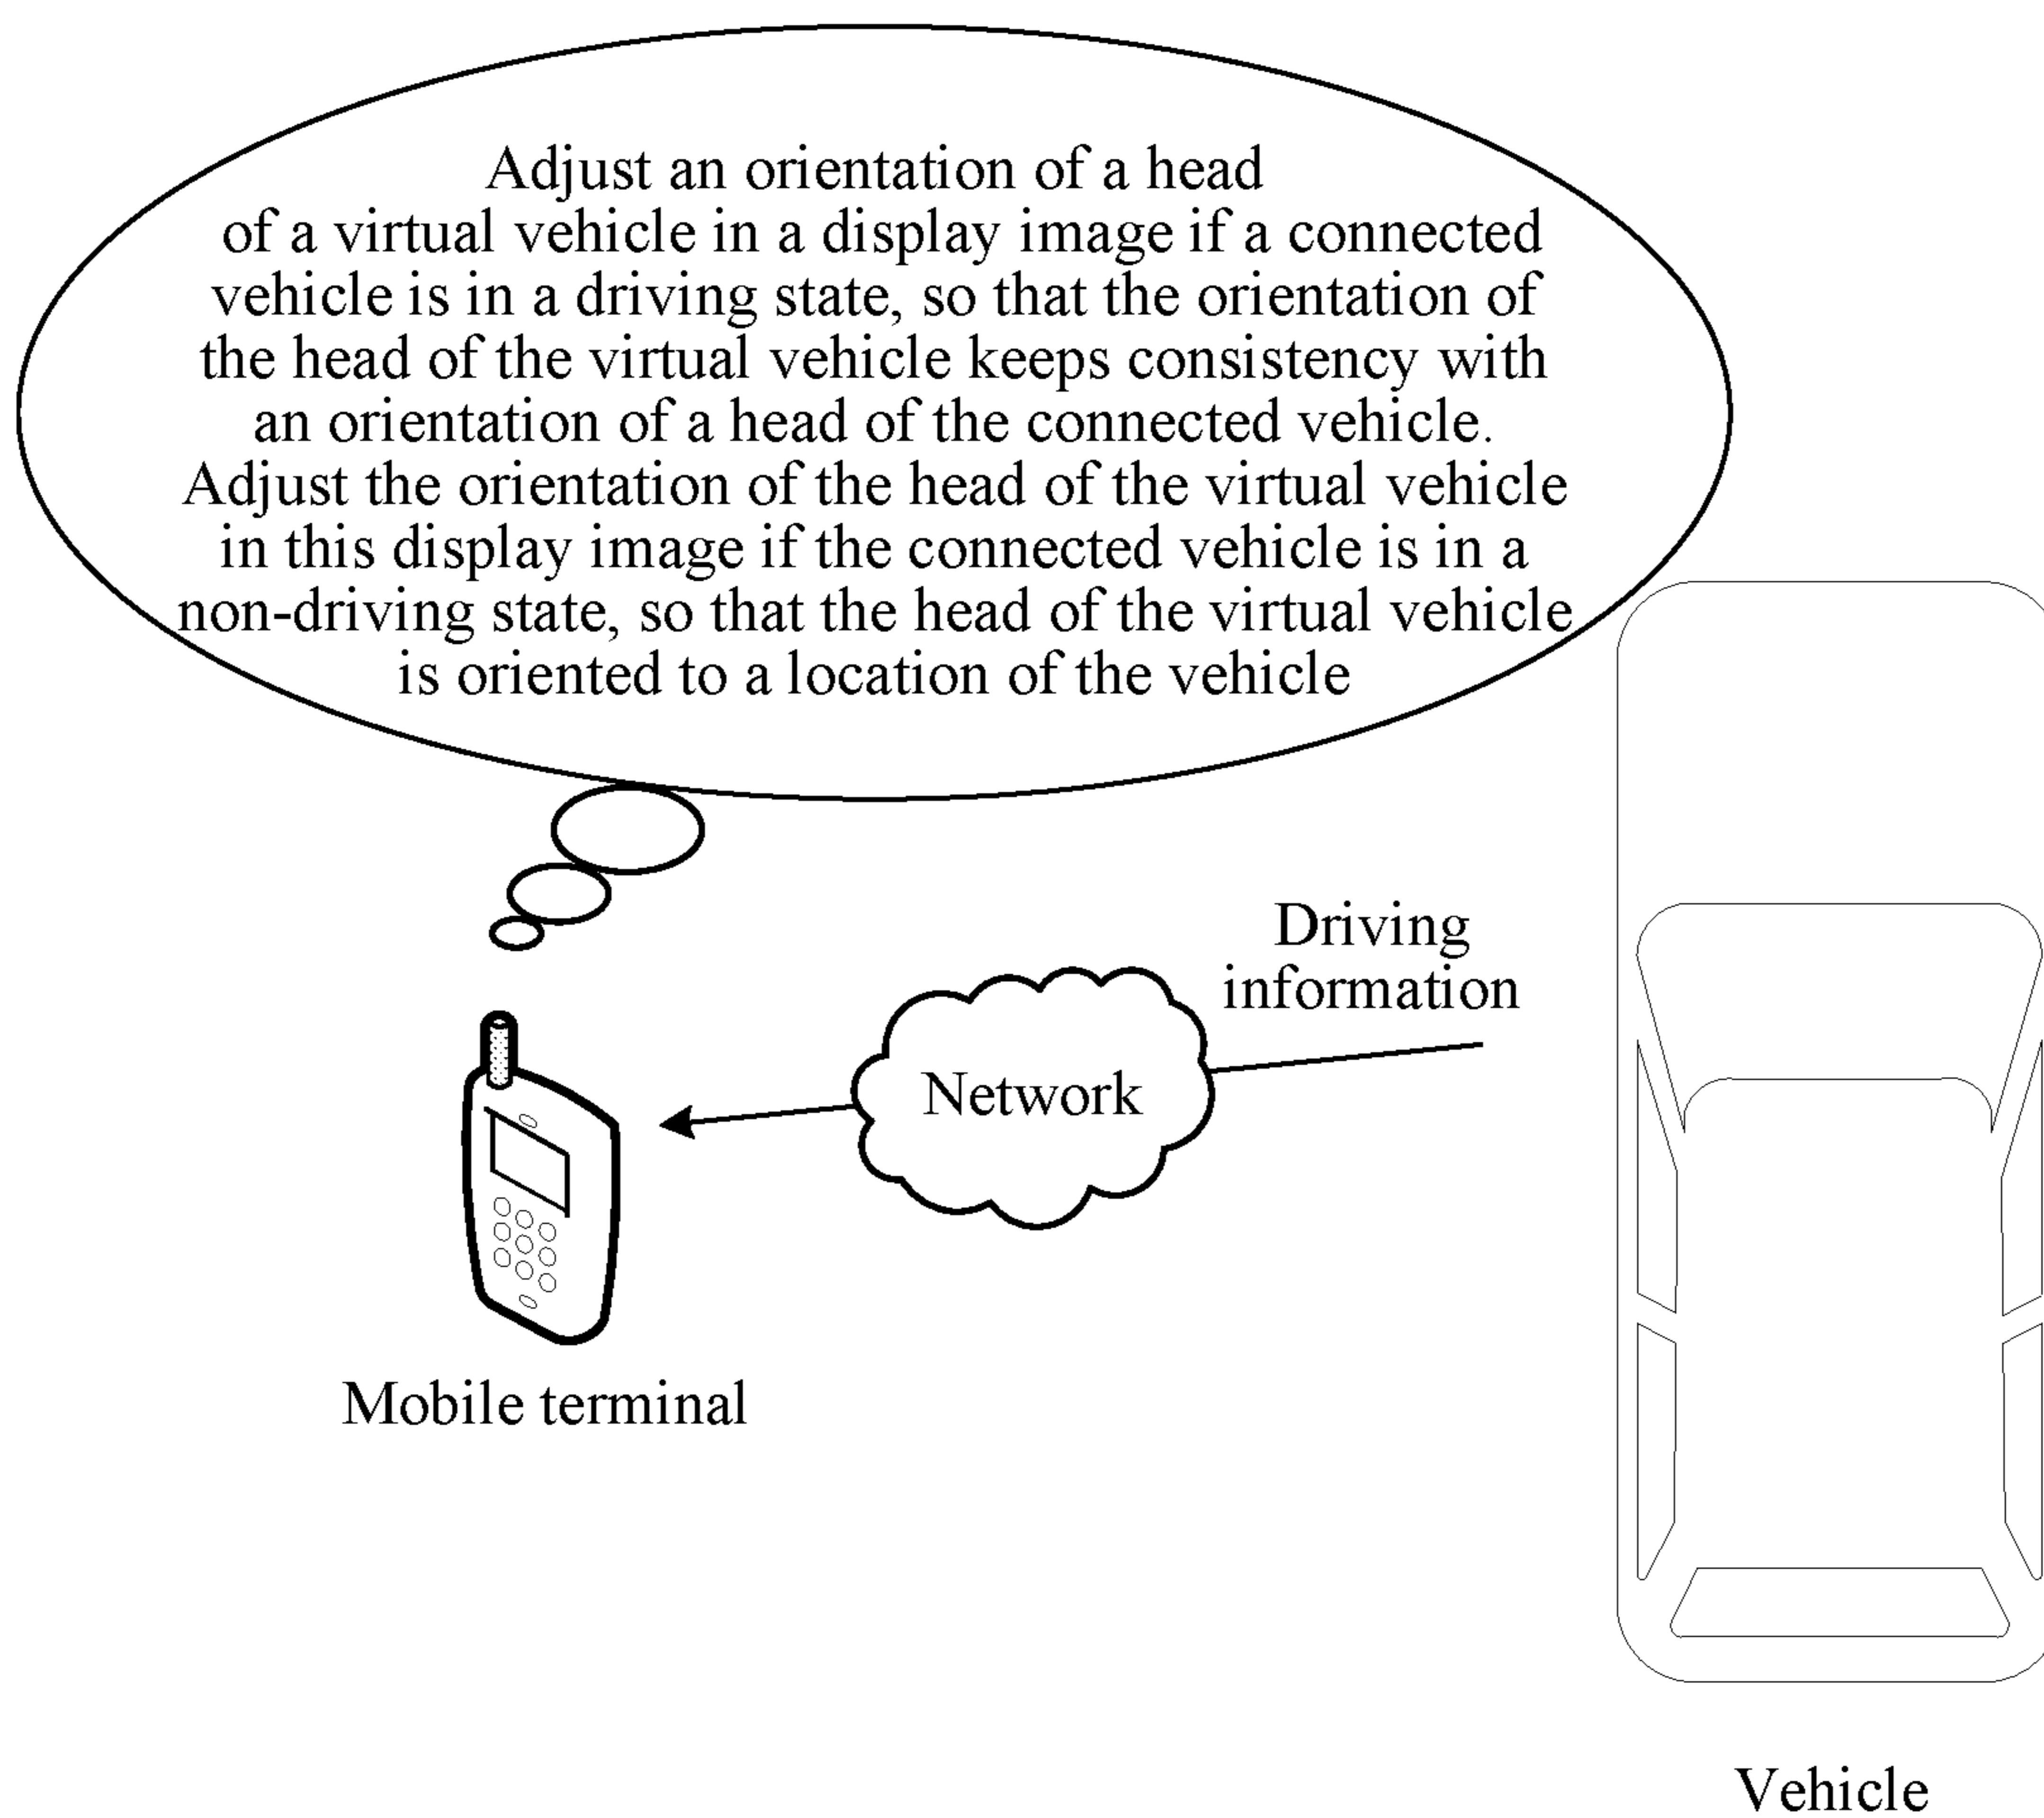 Adjust an orientation of a head
of a virtual vehicle in a display image if a connected
vehicle is in a driving state, so that the orientation of
the head of the virtual vehicle keeps consistency with
an orientation of a head of the connected vehicle.
Adjust the orientation of the head of the virtual vehicle
in this display image if the connected vehicle is in a
non-driving state, so that the head of the virtual vehicle
is oriented to a location of the vehicle
Driving
information
Network
Mobile terminal
Vehicle